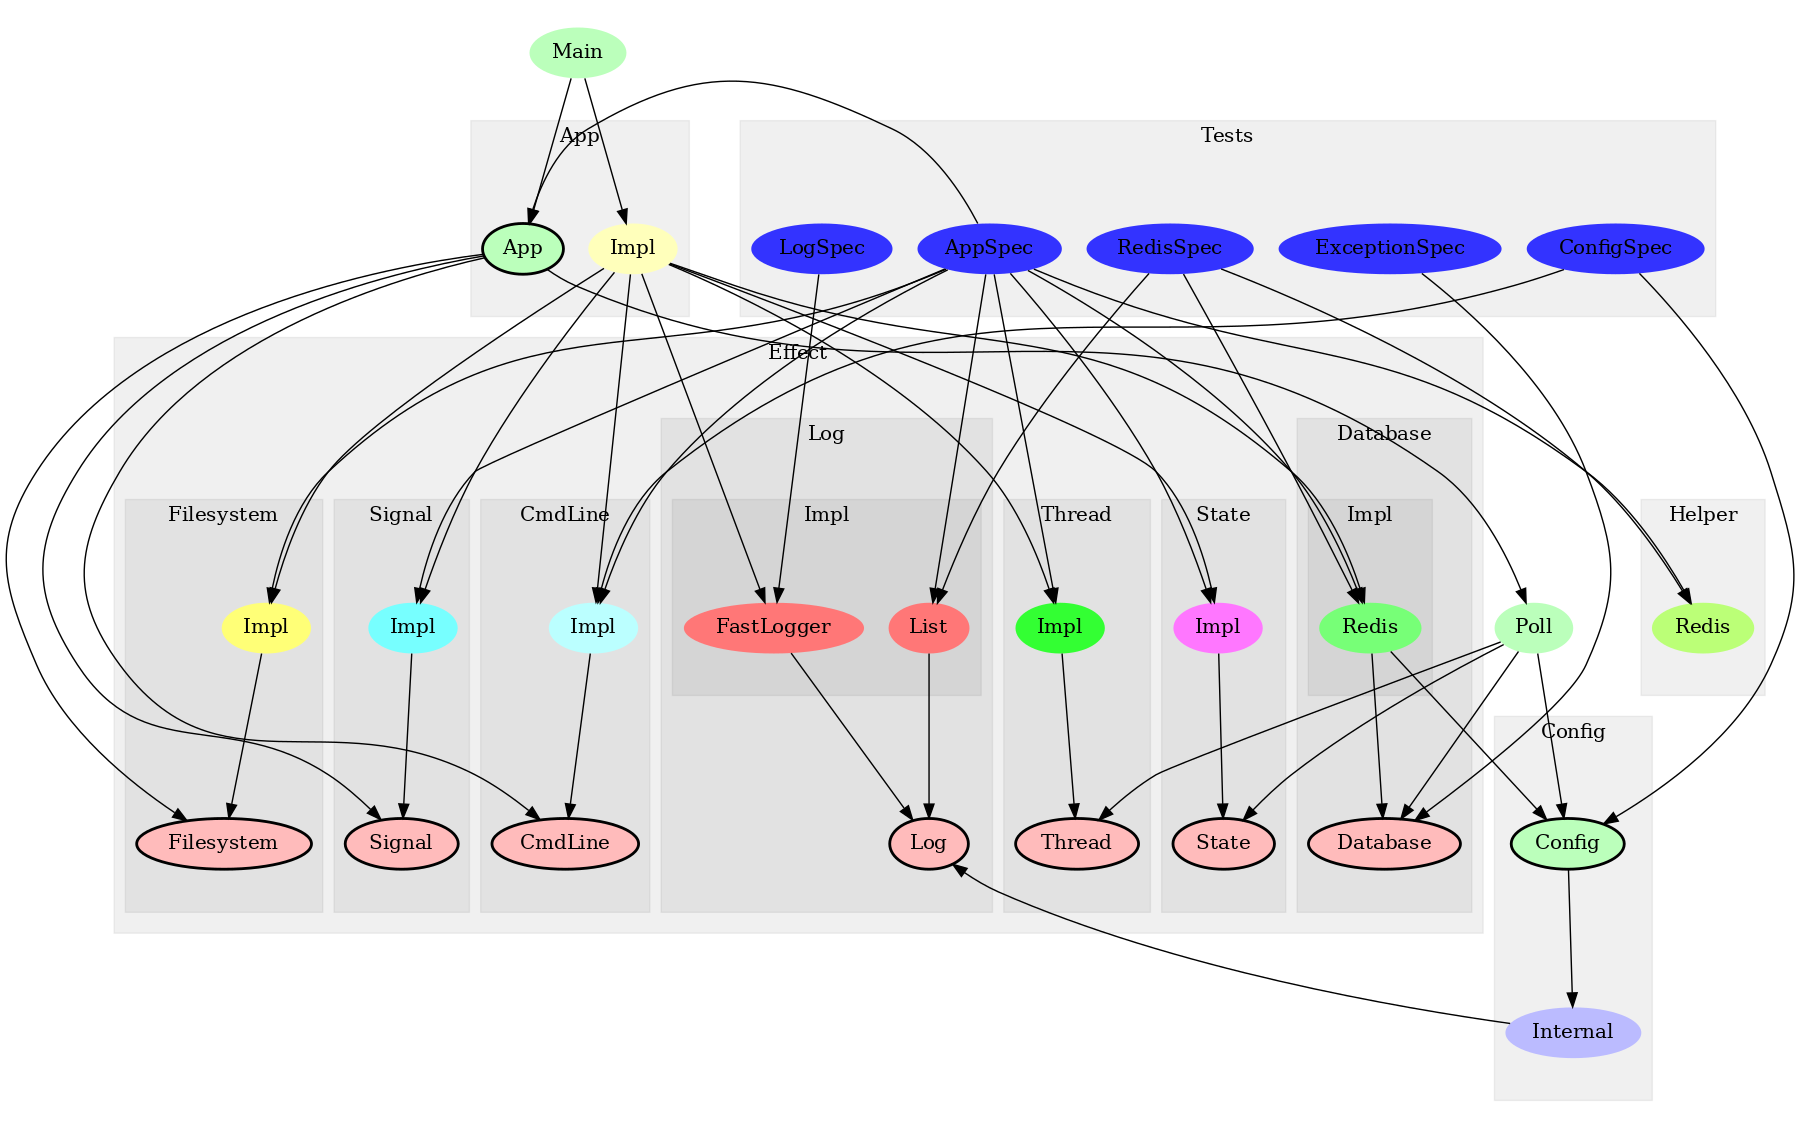 Main
App
Tests
App
Impl
LogSpec
AppSpec
RedisSpec
ExceptionSpec
ConfigSpec
Effect
Log
Database
Filesystem
Signal
CmdLine
Impl
Thread
State
Impl
Helper
Impl
Impl
Impl
FastLogger
List
Impl
Impl
Redis
Poll
Redis
Config
Filesystem
Signal
CmdLine
Log
Thread
State
Database
Config
Internal